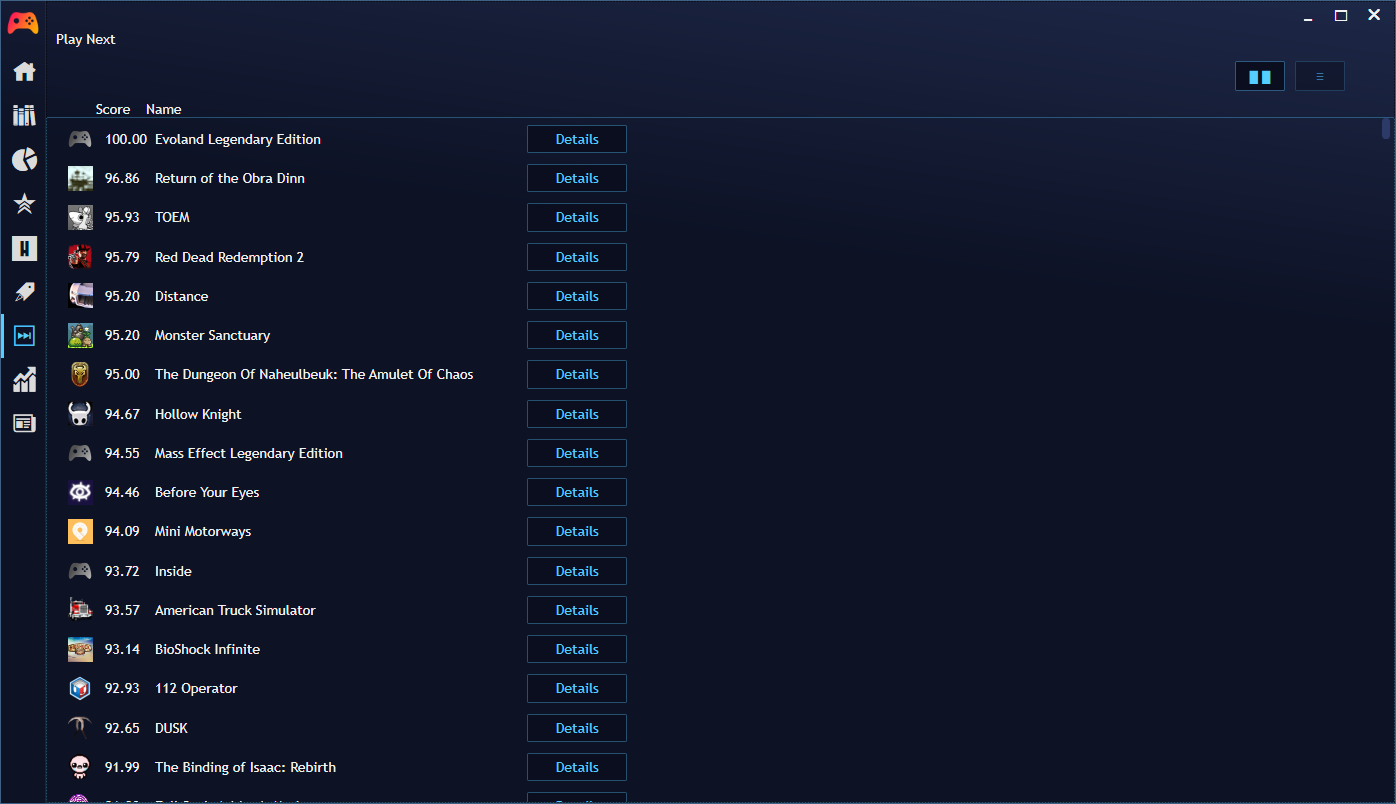 Play Next
Score Name
100.00 Evoland Legendary Edition Details
96.86 Return of the Obra Dinn Details
95.93 TOEM Details
95.79 Red Dead Redemption 2 Details
95.20 Distance Details
95.20 Monster Sanctuary Details
95.00 The Dungeon Of Naheulbeuk: The Amulet Of Chaos Details
94.67 Hollow Knight Details
94.55 Mass Effect Legendary Edition Details
94.46 Before Your Eyes Details
94.09 Mini Motorways Details
93.72 Inside Details
93.57 American Truck Simulator Details
93.14 BioShock Infinite Details
92.93 112 Operator Details
92.65 DUSK Details
91.99 The Binding of Isaac: Rebirth Details